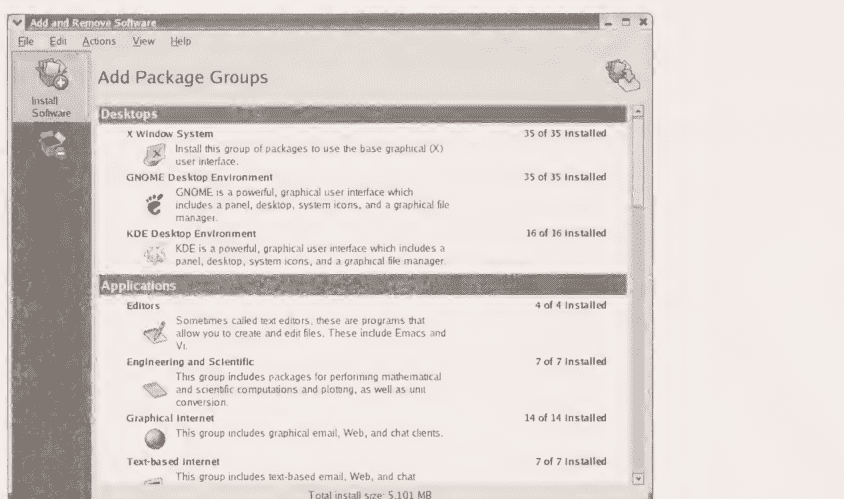 Add and Remove Software
File Edit Actions View Help
Install
Software
Add Package Groups
Desktops
X Window System 35 of 35 Installed
Install this group of packages to use the base graphical (X)
user interface.
GNOME Desktop Environment 35 of 35 Installed
GNOME is a powerful, graphical user interface which
includes a panel, desktop, system icons, and a graphical file
manager.
KDE Desktop Environment 16 of 16 Installed
KDE is a powerful, graphical user interface which includes a
panel, desktop, system icons, and a graphical file manager.
Applications
Editors 4 of 4 Installed
Sometimes called text editors, these are programs that
allow you to create and edit files. These include Emacs and
Vi.
Engineering and Scientific 7 of 7 Installed
This group includes packages for performing mathematical
and scientific computations and plotting, as well as unit
conversion.
Graphical Internet 14 of 14 Installed
This group includes graphical email, Web, and chat clients.
Text-based Internet 7 of 7 Installed
This group includes text-based email, Web, and chat
Total install size: 5,101 MB